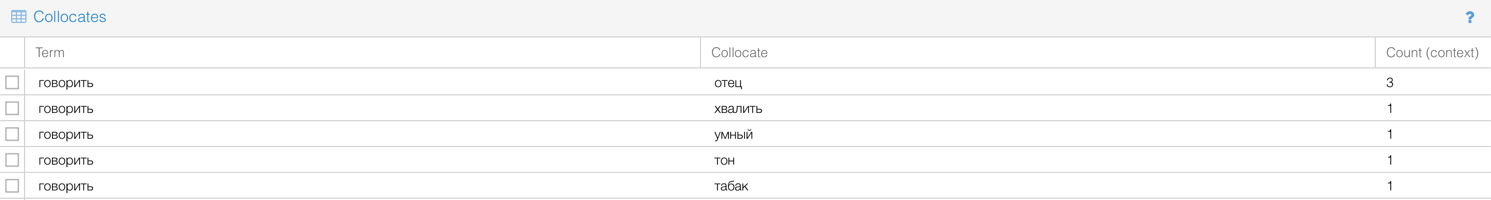 Collocates ?
Term Collocate Count (context)
говорить отец 3
говорить хвалить 1
говорить умный 1
говорить тон 1
говорить табак 1